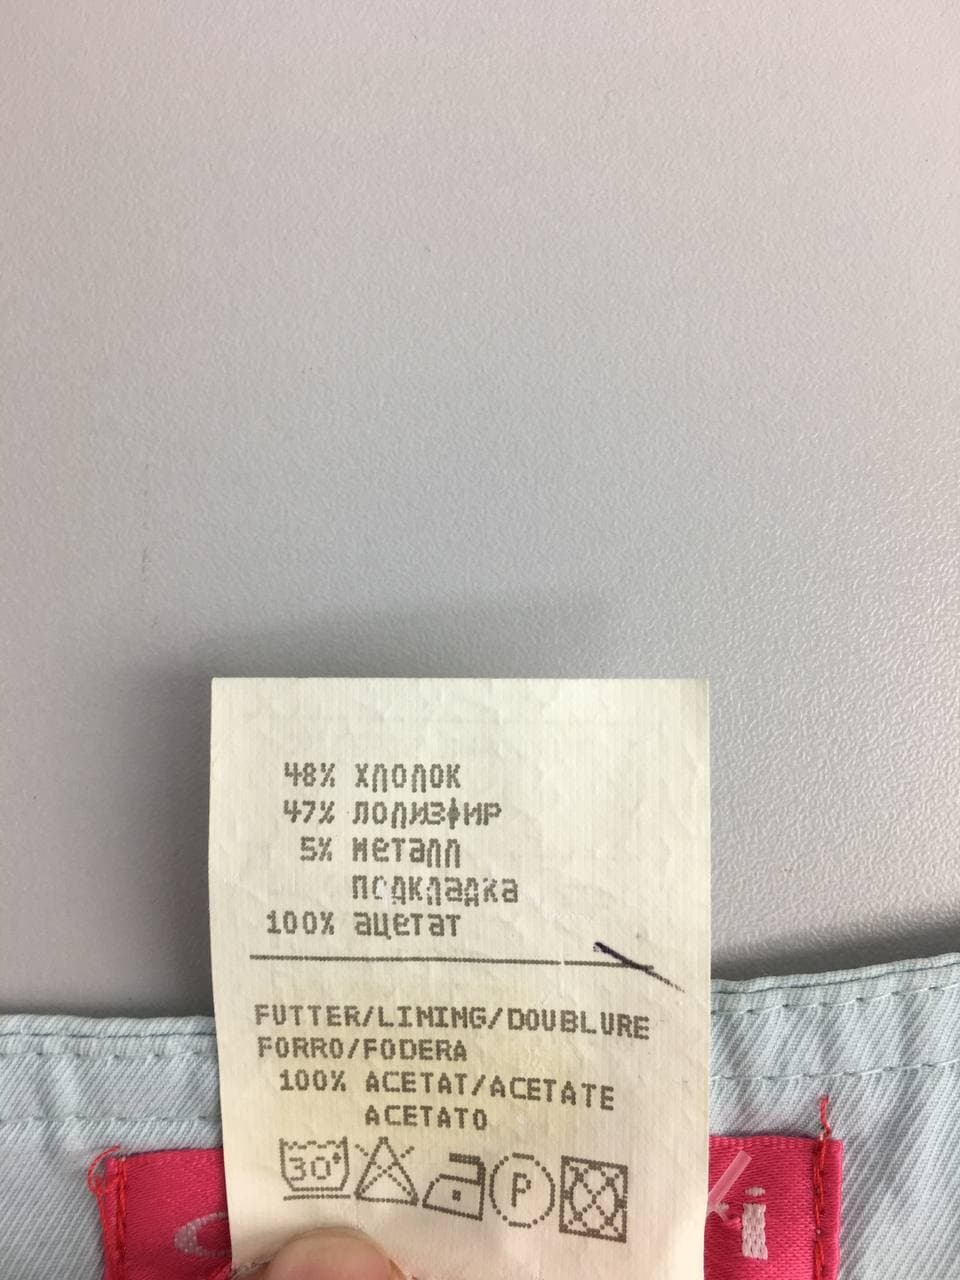 48% хлопок
47% полиэфир
5% металл
подкладка
100% ацетат
FUTTER/LINING/DOUBLURE
FORRO/FODERA
100% ACETAT/ACETATE
ACETATO
30°
P